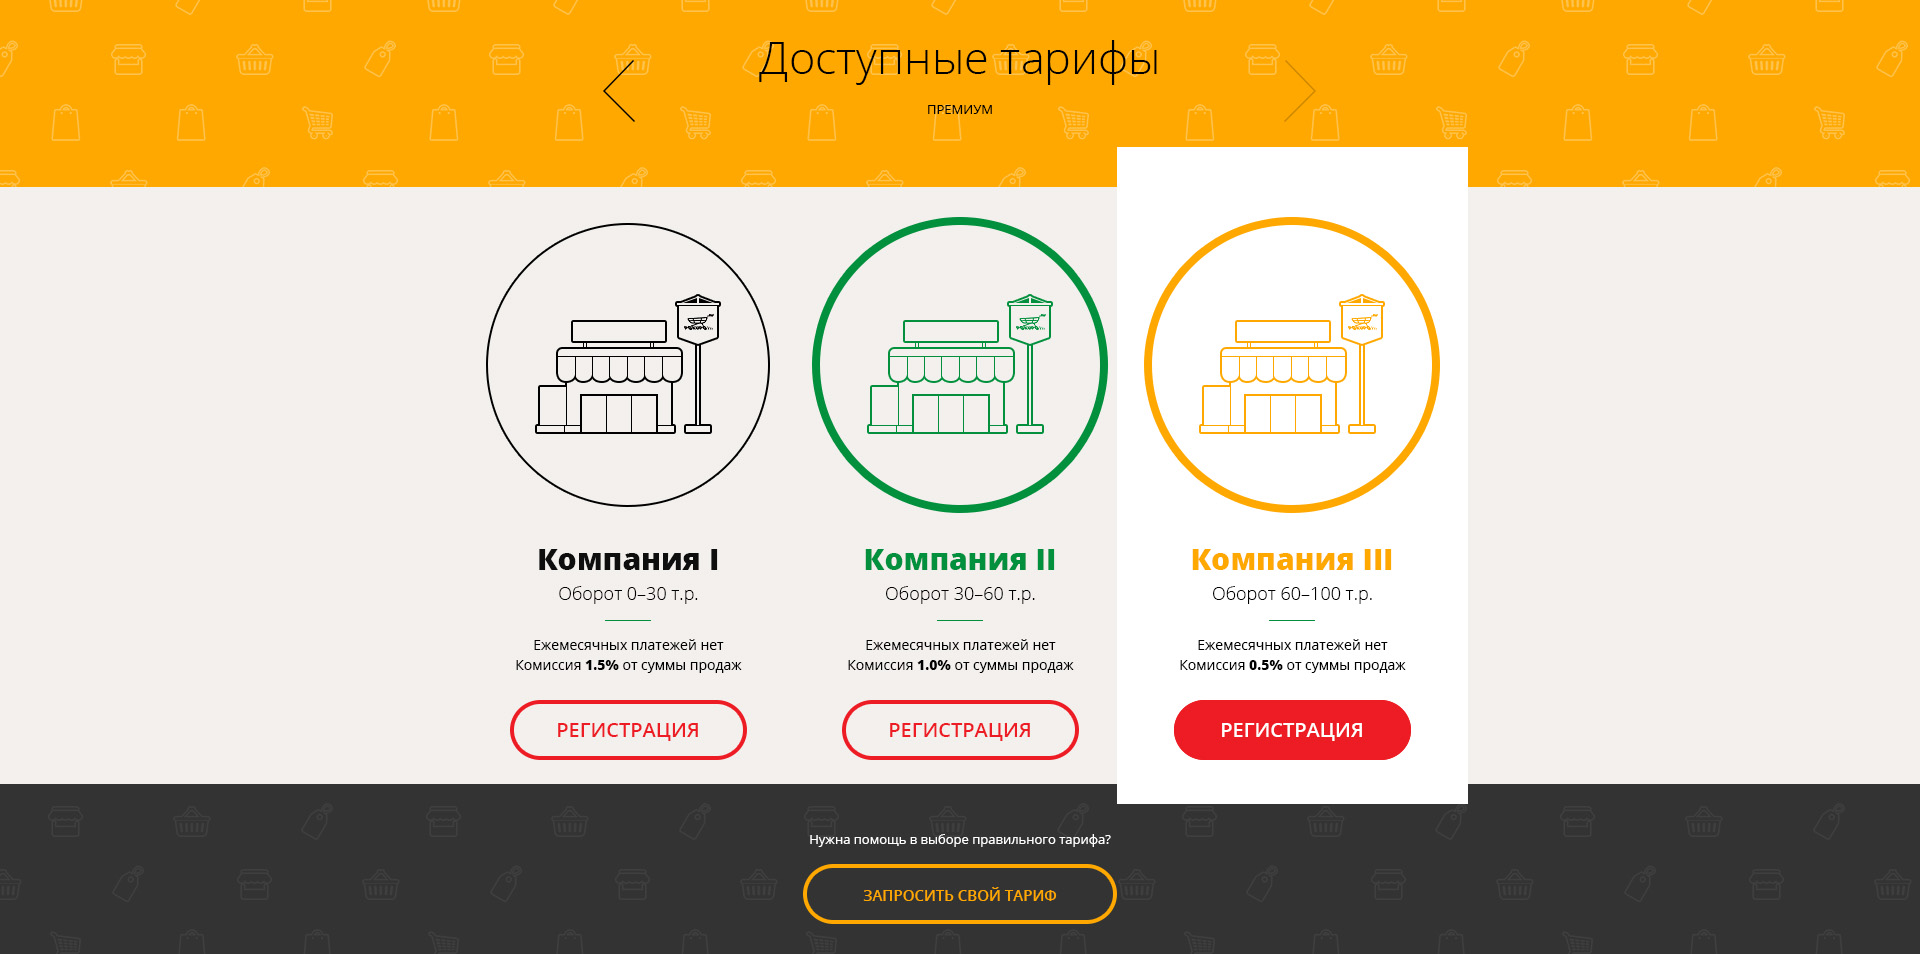 Доступные тарифы
ПРЕМИУМ
Компания I
Оборот 0–30 т.р.
Ежемесячных платежей нет
Комиссия 1.5% от суммы продаж
РЕГИСТРАЦИЯ
Компания II
Оборот 30–60 т.р.
Ежемесячных платежей нет
Комиссия 1.0% от суммы продаж
РЕГИСТРАЦИЯ
Компания III
Оборот 60–100 т.р.
Ежемесячных платежей нет
Комиссия 0.5% от суммы продаж
РЕГИСТРАЦИЯ
Нужна помощь в выборе правильного тарифа?
ЗАПРОСИТЬ СВОЙ ТАРИФ